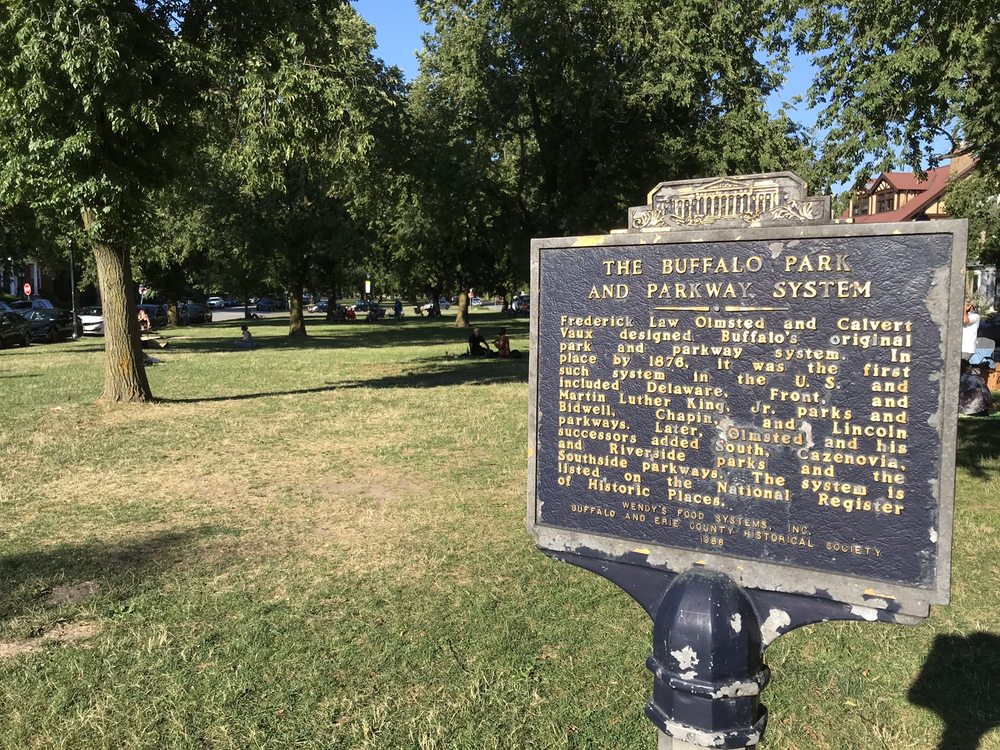 THE BUFFALO PARK
AND PARKWAY SYSTEM
Frederick Law Olmsted and Calvert
Vaux designed Buffalo's original
park and parkway system. In
place by 1876, it was the first
such system in the U.S. and
included Delaware, Front, and
Martin Luther King, Jr. parks and
Bidwell, Chapin, and Lincoln
parkways. Later, Olmsted and his
successors added South, Cazenovia,
and Riverside parks and the
Southside parkways. The system is
listed on the National Register
of Historic Places.
WENDY'S FOOD SYSTEMS, INC.
BUFFALO AND ERIE COUNTY HISTORICAL SOCIETY
1986